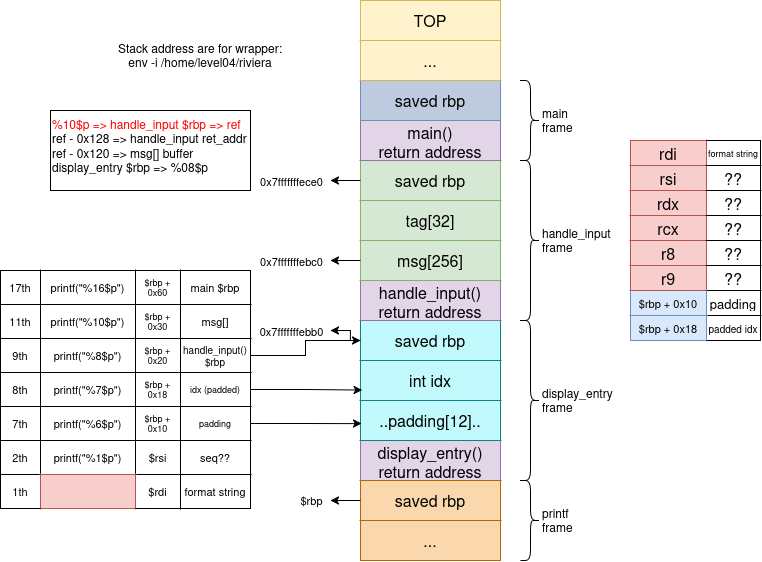 TOP
...
Stack address are for wrapper:
env -i /home/level04/riviera
%10$p => handle_input $rbp => ref
ref - 0x128 => handle_input ret_addr
ref - 0x120 => msg[] buffer
display_entry $rbp => %08$p
saved rbp
main()
return address
main
frame
0x7fffffffece0
saved rbp
tag[32]
0x7fffffffebc0
msg[256]
handle_input()
return address
handle_input
frame
0x7fffffffebb0
saved rbp
int idx
..padding[12]..
display_entry()
return address
display_entry
frame
$rbp
saved rbp
...
printf
frame
rdi
format string
rsi
??
rdx
??
rcx
??
r8
??
r9
??
$rbp + 0x10
padding
$rbp + 0x18
padded idx
17th
printf("%16$p")
$rbp +
0x60
main $rbp
11th
printf("%10$p")
$rbp +
0x30
msg[]
9th
printf("%8$p")
$rbp +
0x20
handle_input()
$rbp
8th
printf("%7$p")
$rbp +
0x18
idx (padded)
7th
printf("%6$p")
$rbp +
0x10
padding
2th
printf("%1$p")
$rsi
seq??
1th
$rdi
format string